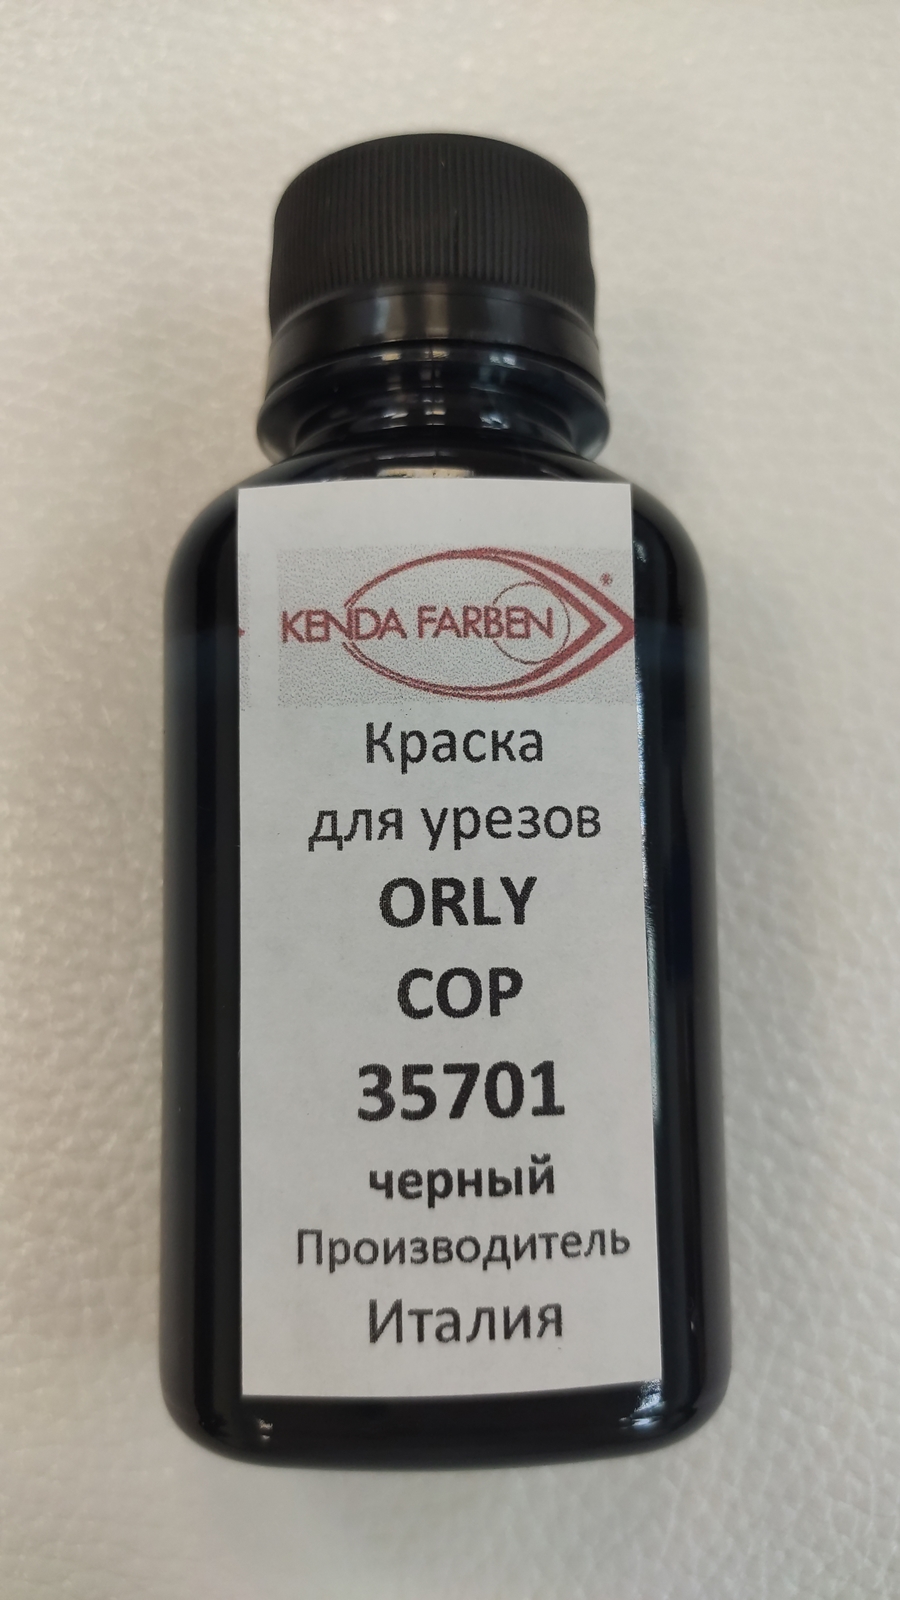 KENDA FARBEN®
Краска
для урезов
ORLY
COP
35701
черный
Производитель
Италия